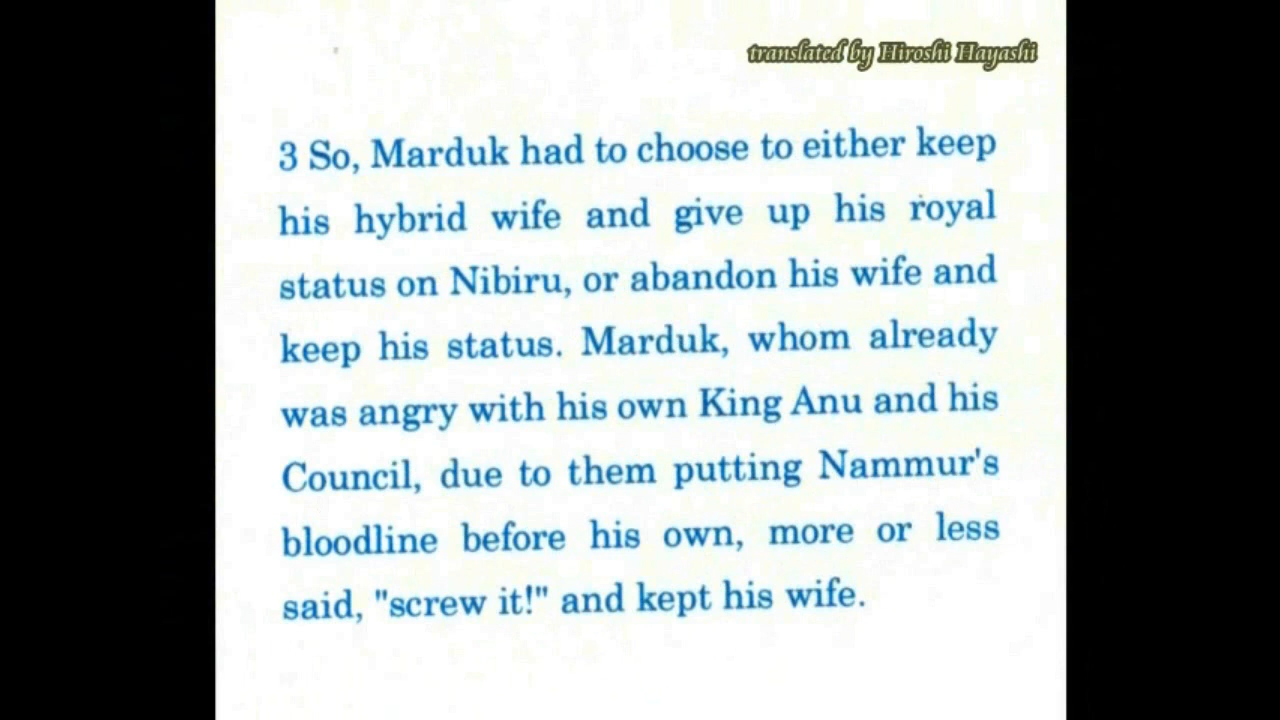 translated by Hiroshi Hayashi
3 So, Marduk had to choose to either keep
his hybrid wife and give up his royal
status on Nibiru, or abandon his wife and
keep his status. Marduk, whom already
was angry with his own King Anu and his
Council, due to them putting Nammur's
bloodline before his own, more or less
said, "screw it!" and kept his wife.